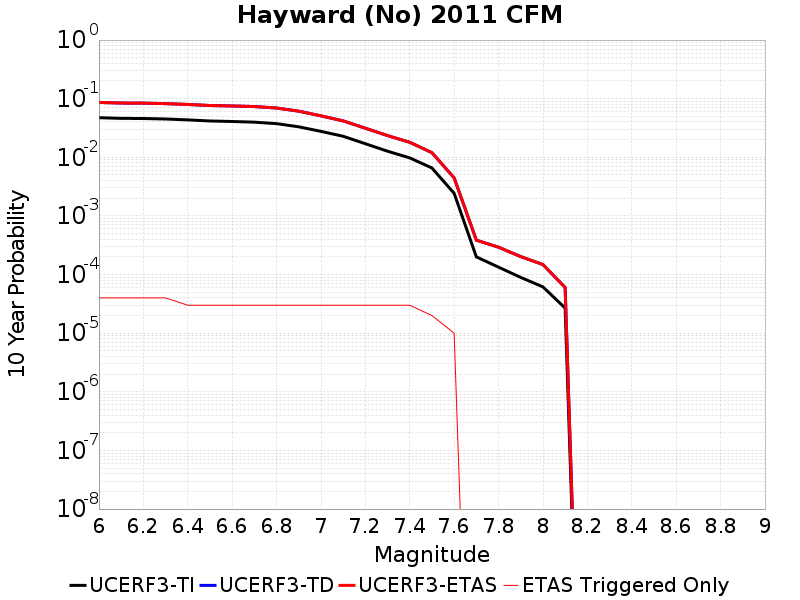 Hayward (No) 2011 CFM
10 Year Probability
10^0
10^-1
10^-2
10^-3
10^-4
10^-5
10^-6
10^-7
10^-8
6 6.2 6.4 6.6 6.8 7 7.2 7.4 7.6 7.8 8 8.2 8.4 8.6 8.8 9
Magnitude
UCERF3-TI UCERF3-TD UCERF3-ETAS ETAS Triggered Only